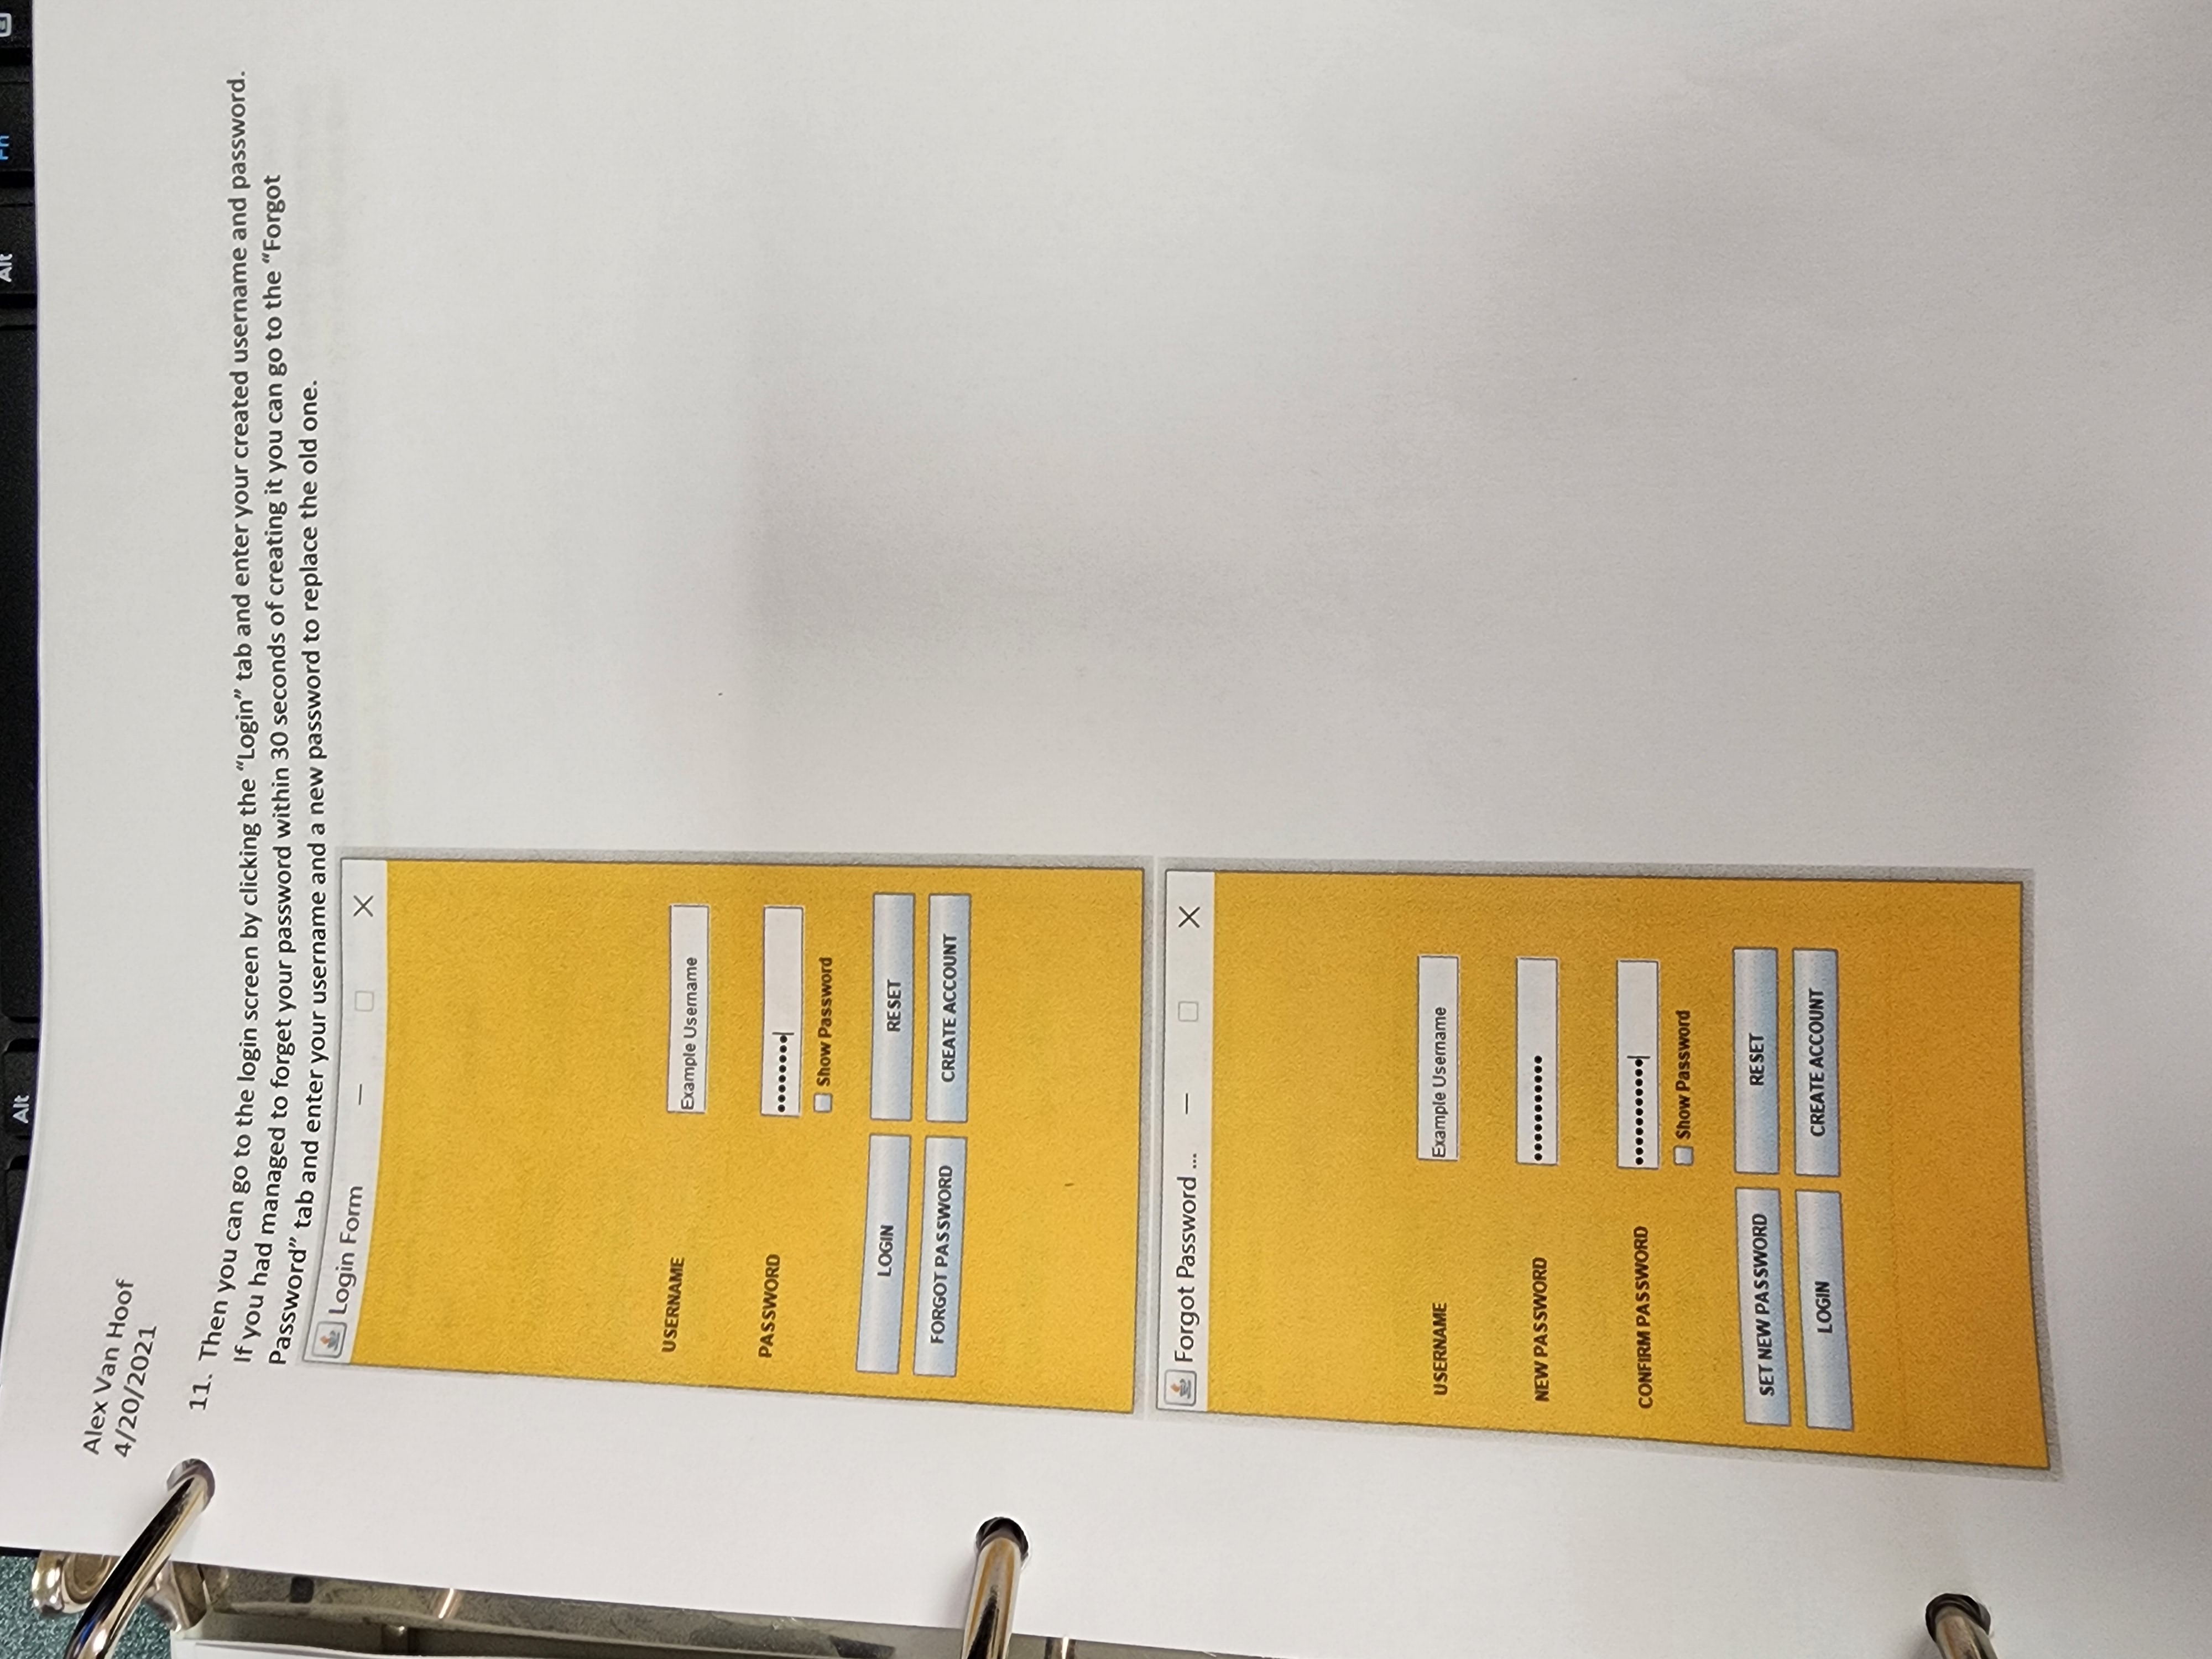 Alt
Alt
Fn
Alex Van Hoof
4/20/2021
11. Then you can go to the login screen by clicking the “Login” tab and enter your created username and password.
If you had managed to forget your password within 30 seconds of creating it you can go to the “Forgot
Password” tab and enter your username and a new password to replace the old one.
Login Form
USERNAME
Example Username
PASSWORD
••••••••
Show Password
LOGIN
RESET
FORGOT PASSWORD
CREATE ACCOUNT
Forgot Password ...
USERNAME
Example Username
NEW PASSWORD
•••••••••••
CONFIRM PASSWORD
•••••••••••
Show Password
SET NEW PASSWORD
RESET
LOGIN
CREATE ACCOUNT